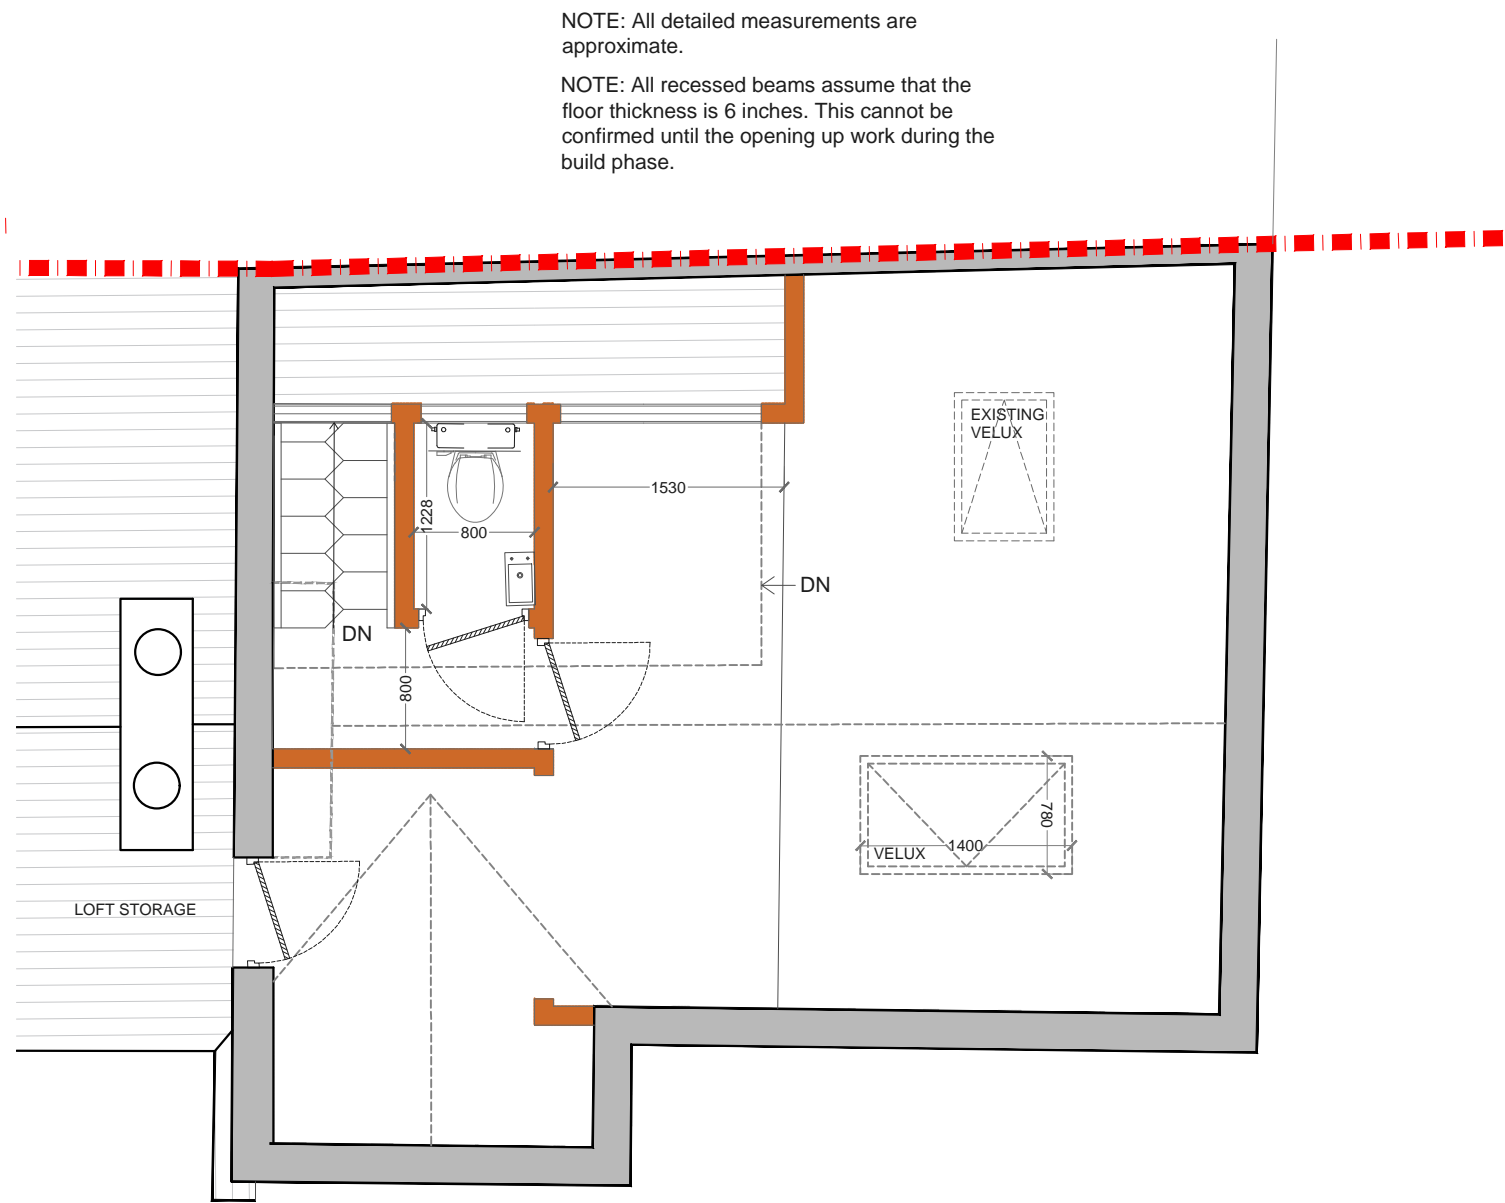 NOTE: All detailed measurements are
approximate.
NOTE: All recessed beams assume that the
floor thickness is 6 inches. This cannot be
confirmed until the opening up work during the
build phase.
EXISTING
VELUX
1530
1228
800
DN
DN
800
780
1400
VELUX
LOFT STORAGE